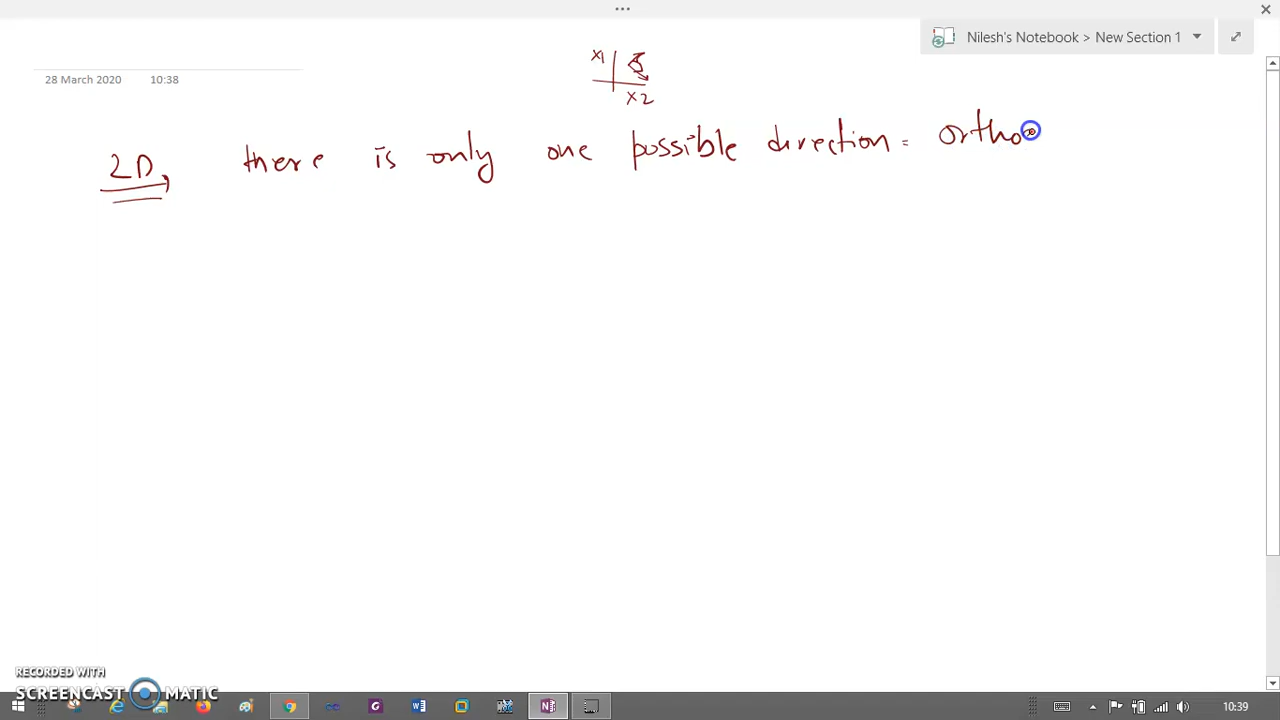 Nilesh's Notebook > New Section 1
x1
x2
28 March 2020 10:38
2D, there is only one possible direction = ortho
RECORDED WITH
SCREENCAST MATIC
10:39